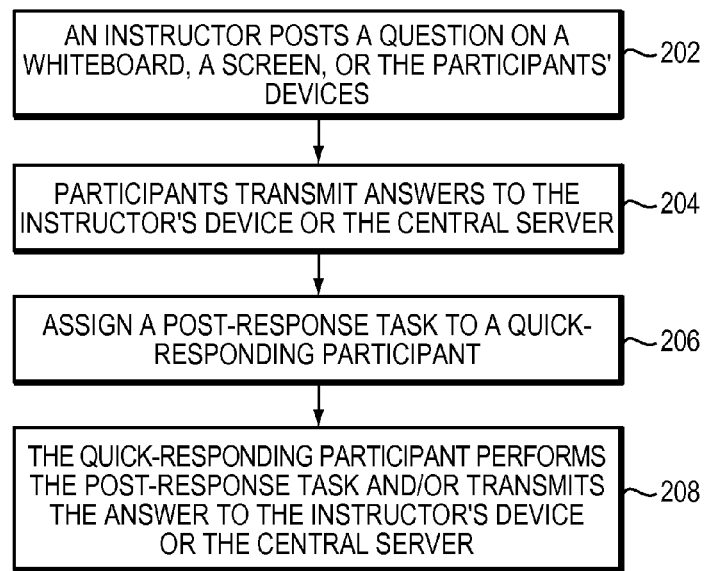 AN INSTRUCTOR POSTS A QUESTION ON A
WHITEBOARD, A SCREEN, OR THE PARTICIPANTS'
DEVICES
202
PARTICIPANTS TRANSMIT ANSWERS TO THE
INSTRUCTOR'S DEVICE OR THE CENTRAL SERVER
204
ASSIGN A POST-RESPONSE TASK TO A QUICK-
RESPONDING PARTICIPANT
206
THE QUICK-RESPONDING PARTICIPANT PERFORMS
THE POST-RESPONSE TASK AND/OR TRANSMITS
THE ANSWER TO THE INSTRUCTOR'S DEVICE
OR THE CENTRAL SERVER
208